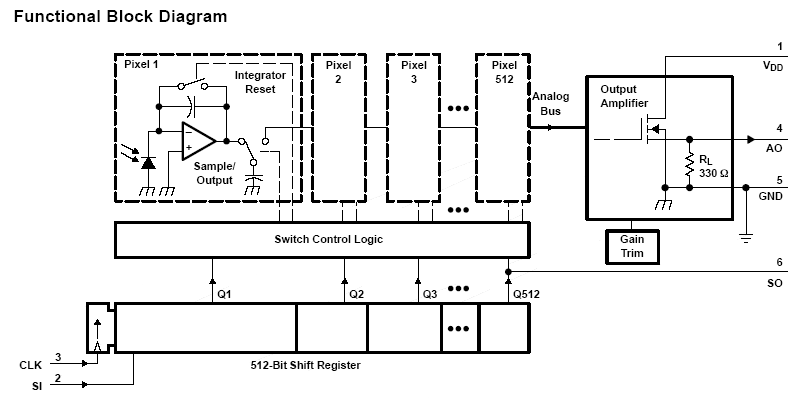 Functional Block Diagram
Pixel 1
Integrator
Reset
Pixel
2
Pixel
3
Pixel
512
Analog
Bus
Output
Amplifier
1
VDD
4
AO
RL
330 Ω
5
GND
−
+
Sample/
Output
Switch Control Logic
Gain
Trim
6
SO
Q1
Q2
Q3
Q512
CLK
3
SI
2
512-Bit Shift Register